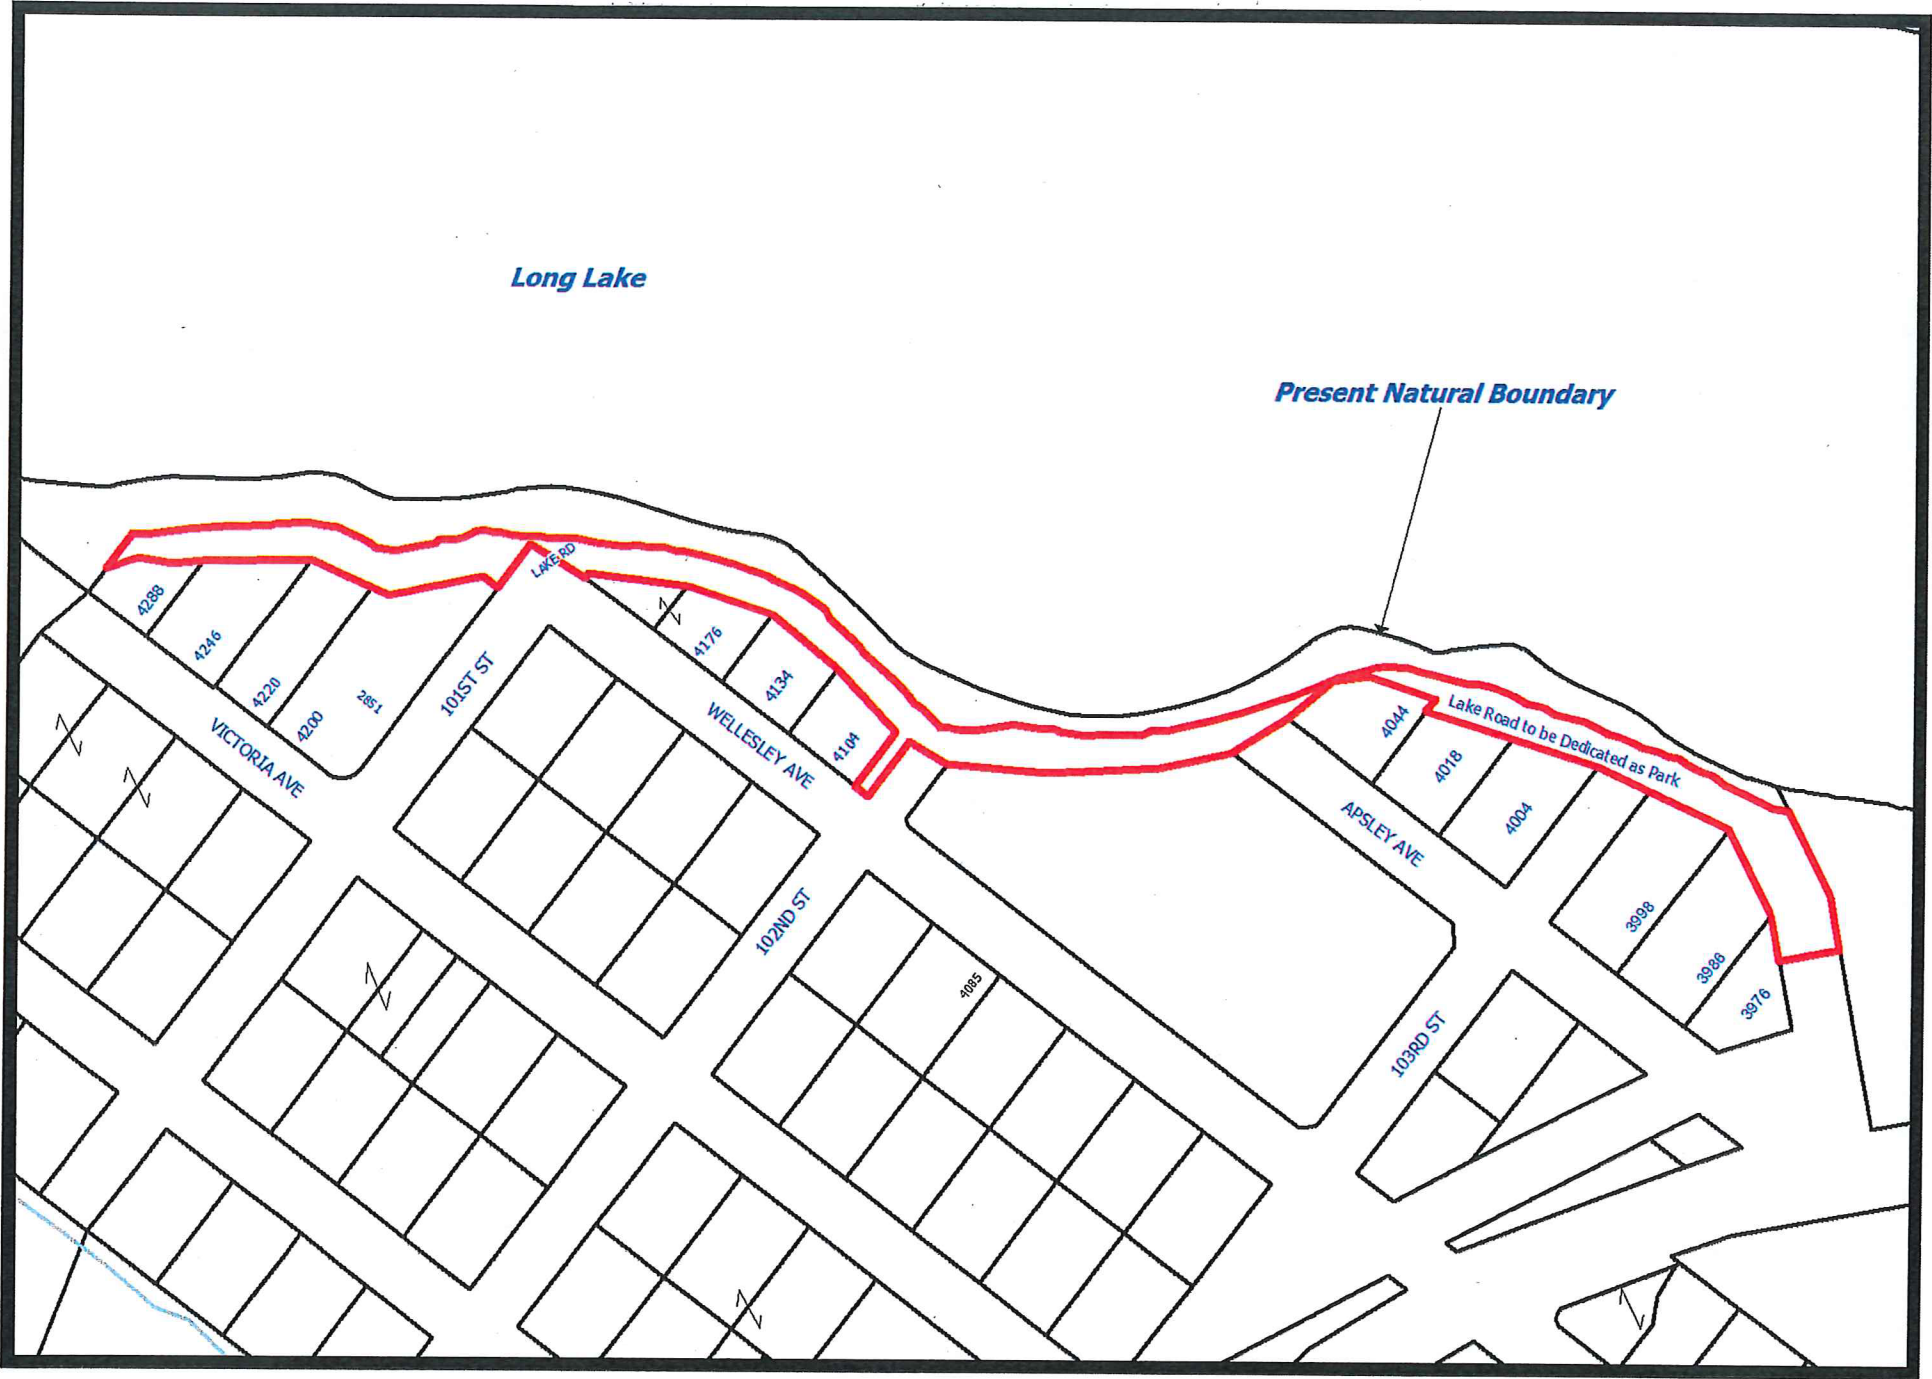 Long Lake
Present Natural Boundary
LAKE RD
4288
4246
4220
4200
2851
101ST ST
VICTORIA AVE
4176
4134
4104
WELLESLEY AVE
102ND ST
4085
4044
4018
4004
Lake Road to be Dedicated as Park
APSLEY AVE
3998
3986
3976
103RD ST